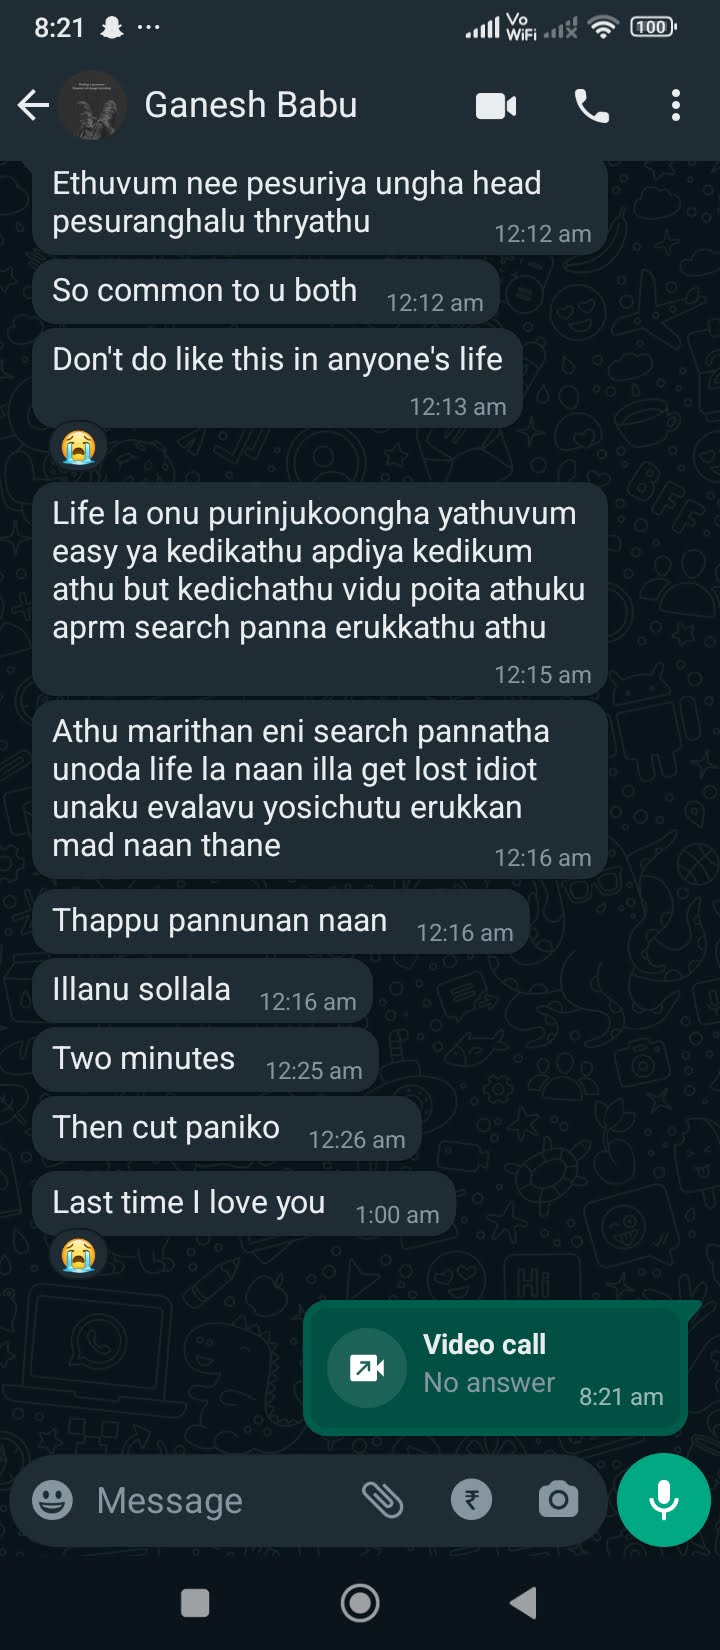 8:21
Vo
WiFi
100
Ganesh Babu
Ethuvum nee pesuriya ungha head
pesuranghalu thryathu
12:12 am
So common to u both
12:12 am
Don't do like this in anyone's life
12:13 am
Life la onu purinjukoongha yathuvum
easy ya kedikathu apdiya kedikum
athu but kedichathu vidu poita athuku
aprm search panna erukkathu athu
12:15 am
Athu marithan eni search pannatha
unoda life la naan illa get lost idiot
unaku evalavu yosichutu erukkan
mad naan thane
12:16 am
Thappu pannunan naan
12:16 am
Illanu sollala
12:16 am
Two minutes
12:25 am
Then cut paniko
12:26 am
Last time I love you
1:00 am
Video call
No answer
8:21 am
Message